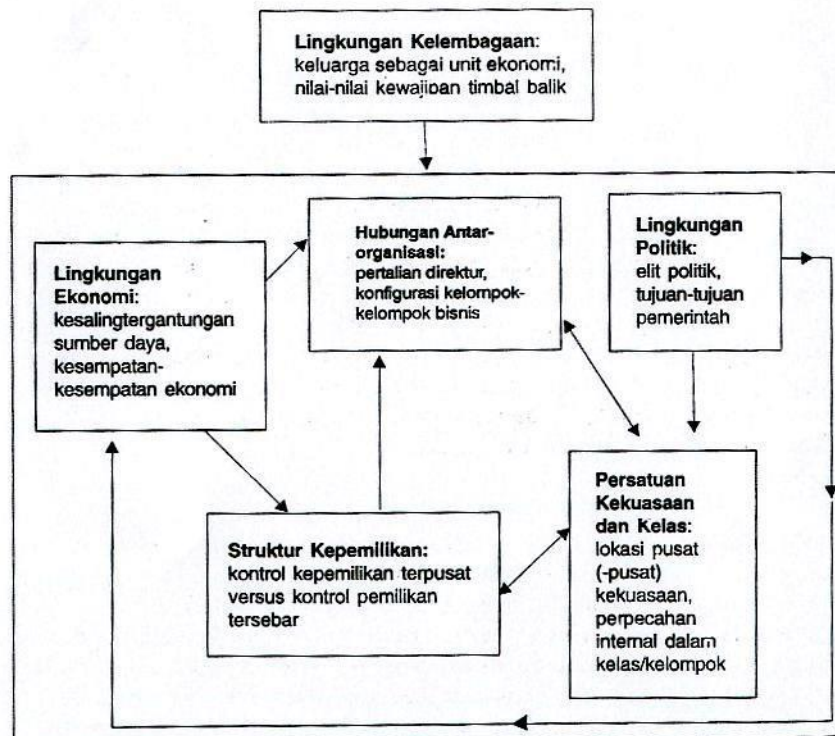 Lingkungan Kelembagaan:
keluarga sebagai unit ekonomi,
nilai-nilai kewajipan timbal balik
Hubungan Antar-
organisasi:
pertalian direktur,
konfigurasi kelompok-
kelompok bisnis
Lingkungan
Politik:
elit politik,
tujuan-tujuan
pemerintah
Lingkungan
Ekonomi:
kesalingtergantungan
sumber daya,
kesempatan-
kesempatan ekonomi
Struktur Kepemilikan:
kontrol kepemilikan terpusat
versus kontrol pemilikan
tersebar
Persatuan
Kekuasaan
dan Kelas:
lokasi pusat
(-pusat)
kekuasaan,
perpecahan
internal dalam
kelas/kelompok